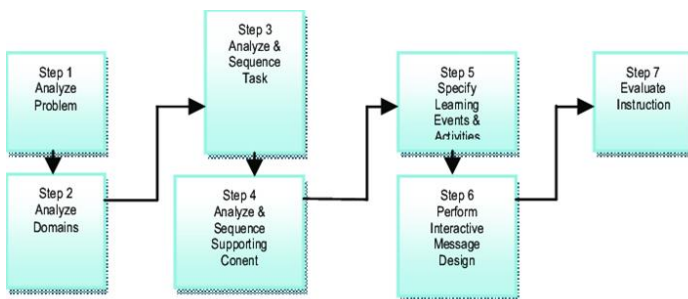 Step 1
Analyze
Problem
Step 2
Analyze
Domains
Step 3
Analyze &
Sequence
Task
Step 4
Analyze &
Sequence
Supporting
Conent
Step 5
Specify
Learning
Events &
Activities
Step 6
Perform
Interactive
Message
Design
Step 7
Evaluate
Instruction